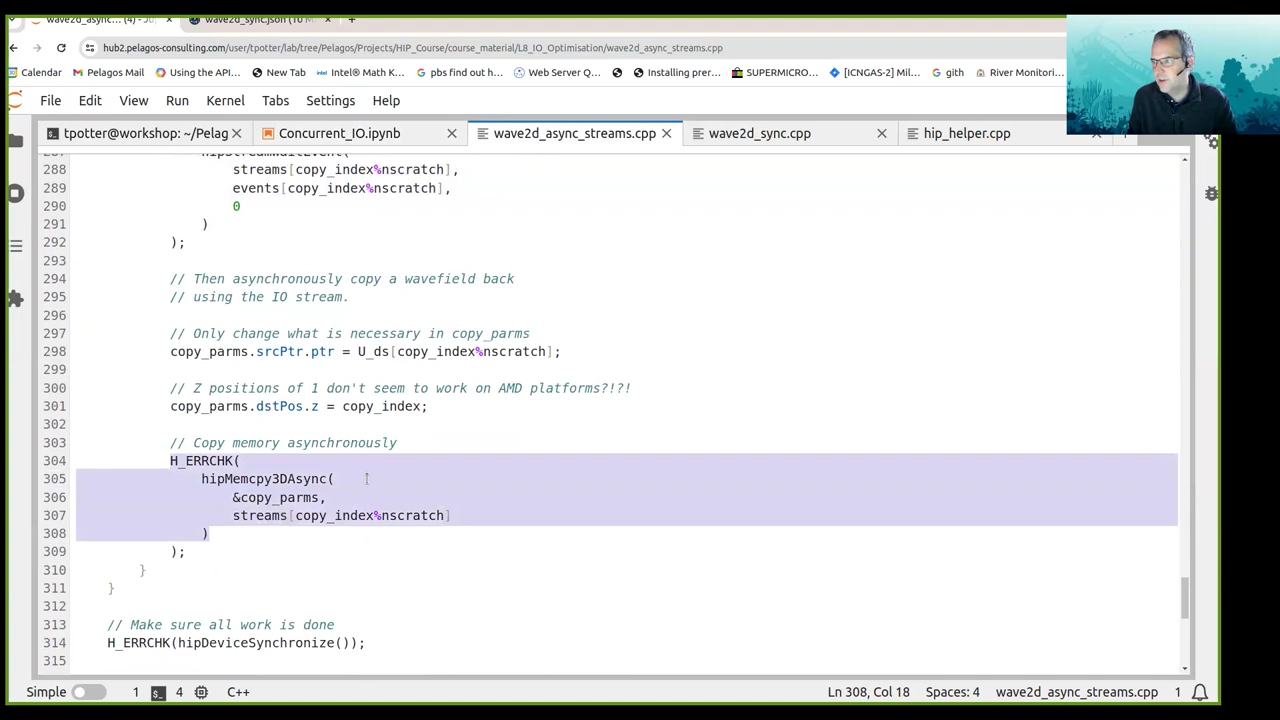 wave2d_async... (4) - Ju
wave2d_sync.json (10 M
hub2.pelagos-consulting.com/user/tpotter/lab/tree/Pelagos/Projects/HIP_Course/course_material/L8_IO_Optimisation/wave2d_async_streams.cpp
Calendar Pelagos Mail Using the API... New Tab Intel® Math K... pbs find out h... Web Server Q... Installing prer... SUPERMICRO... [ICNGAS-2] Mil... gith River Monitori...
File Edit View Run Kernel Tabs Settings Help
tpotter@workshop: ~/Pelag Concurrent_IO.ipynb wave2d_async_streams.cpp wave2d_sync.cpp hip_helper.cpp
287 hipStreamWaitEvent(
288 streams[copy_index%nscratch],
289 events[copy_index%nscratch],
290 0
291 )
292 );
293
294 // Then asynchronously copy a wavefield back
295 // using the IO stream.
296
297 // Only change what is necessary in copy_parms
298 copy_parms.srcPtr.ptr = U_ds[copy_index%nscratch];
299
300 // Z positions of 1 don't seem to work on AMD platforms?!?!
301 copy_parms.dstPos.z = copy_index;
302
303 // Copy memory asynchronously
304 H_ERRCHK(
305 hipMemcpy3DAsync(
306 &copy_parms,
307 streams[copy_index%nscratch]
308 )
309 );
310 }
311 }
312
313 // Make sure all work is done
314 H_ERRCHK(hipDeviceSynchronize());
315
Simple 1 4 C++ Ln 308, Col 18 Spaces: 4 wave2d_async_streams.cpp 1